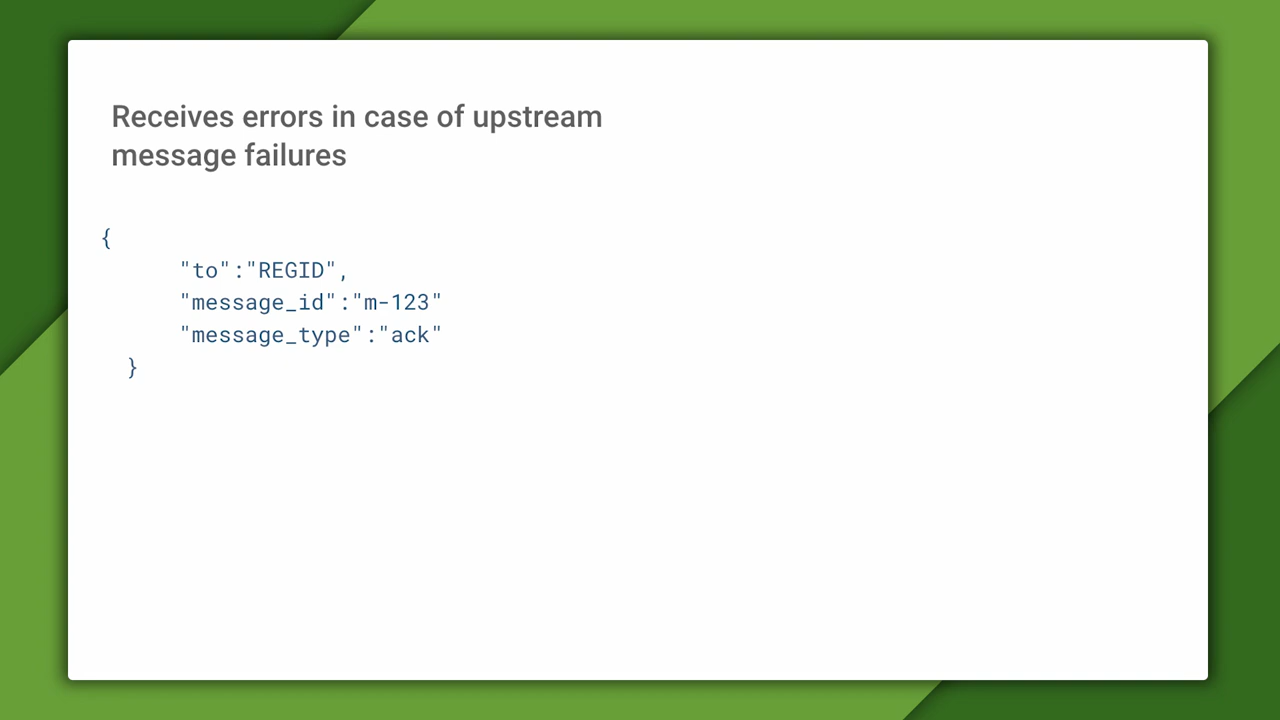 Receives errors in case of upstream
message failures
{
"to":"REGID",
"message_id":"m-123"
"message_type":"ack"
}